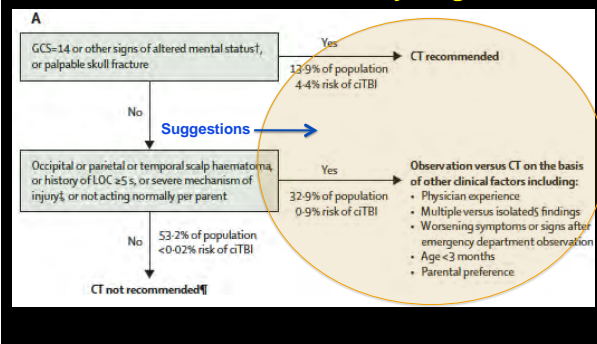 A
GCS=14 or other signs of altered mental status†,
or palpable skull fracture
Yes
13·9% of population
4·4% risk of ciTBI
CT recommended
No
Suggestions
Occipital or parietal or temporal scalp haematoma,
or history of LOC ≥5 s, or severe mechanism of
injury‡, or not acting normally per parent
Yes
32·9% of population
0·9% risk of ciTBI
Observation versus CT on the basis
of other clinical factors including:
• Physician experience
• Multiple versus isolated§ findings
• Worsening symptoms or signs after
emergency department observation
• Age <3 months
• Parental preference
No
53·2% of population
<0·02% risk of ciTBI
CT not recommended¶